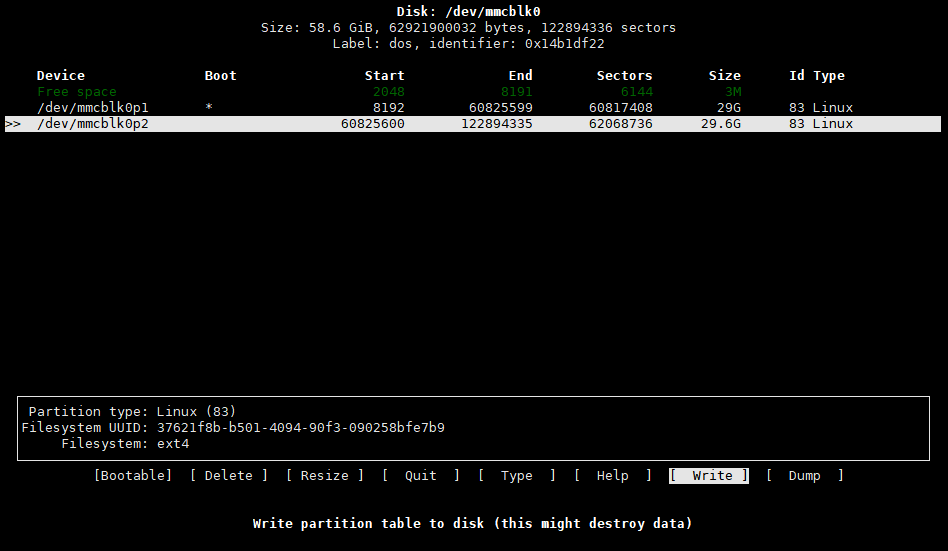 Disk: /dev/mmcblk0
Size: 58.6 GiB, 62921900032 bytes, 122894336 sectors
Label: dos, identifier: 0x14b1df22
Device Boot Start End Sectors Size Id Type
Free space 2048 8191 6144 3M
/dev/mmcblk0p1 * 8192 60825599 60817408 29G 83 Linux
>> /dev/mmcblk0p2 60825600 122894335 62068736 29.6G 83 Linux
Partition type: Linux (83)
Filesystem UUID: 37621f8b-b501-4094-90f3-090258bfe7b9
Filesystem: ext4
[Bootable] [ Delete ] [ Resize ] [ Quit ] [ Type ] [ Help ] [ Write ] [ Dump ]
Write partition table to disk (this might destroy data)